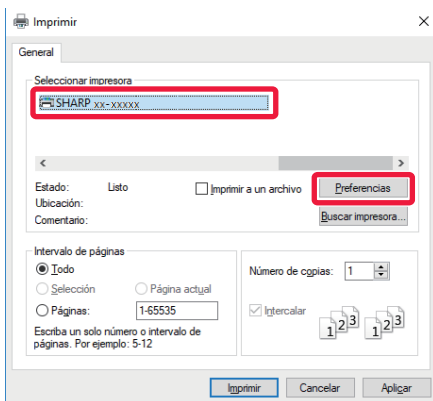 Imprimir
General
Seleccionar impresora
SHARP xx-xxxxx
Estado: Listo
Imprimir a un archivo
Preferencias
Ubicación:
Comentario:
Buscar impresora...
Intervalo de páginas
Todo
Selección
Página actual
Páginas: 1-65535
Escriba un solo número o intervalo de
páginas. Por ejemplo: 5-12
Número de copias: 1
Intercalar
1 2 3 1 2 3
Imprimir Cancelar Aplicar